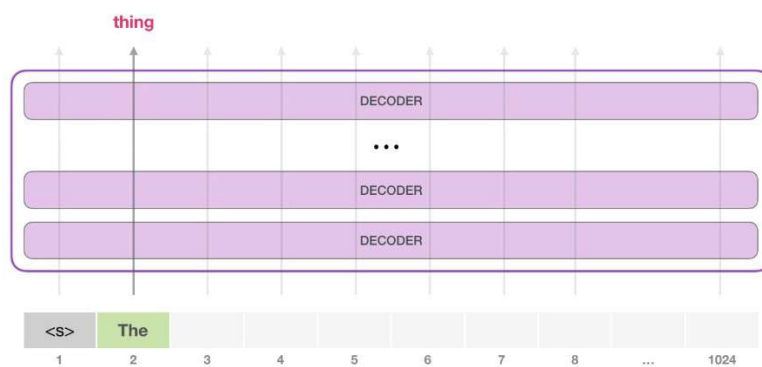 thing
DECODER
...
DECODER
DECODER
<s> The
1 2 3 4 5 6 7 8 ... 1024